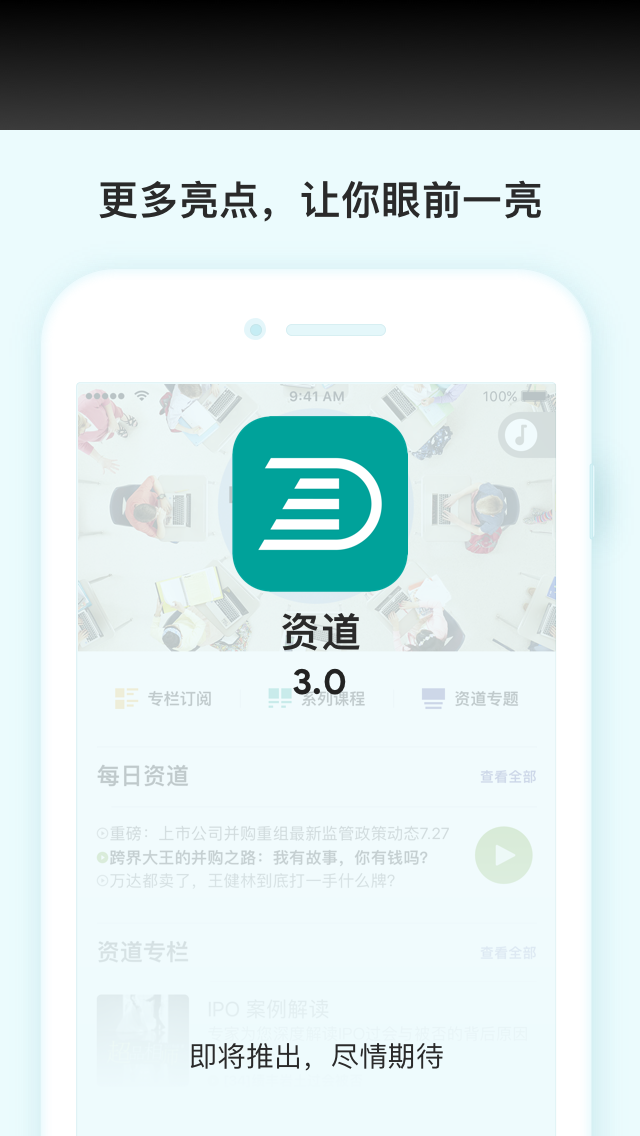 更多亮点，让你眼前一亮
9:41 AM
100%
资道
3.0
专栏订阅
系列课程
资道专题
每日资道
查看全部
重磅：上市公司并购重组最新监管政策动态7.27
跨界大王的并购之路：我有故事，你有钱吗?
万达都卖了，王健林到底打一手什么牌?
资道专栏
查看全部
IPO 案例解读
即将推出，尽情期待